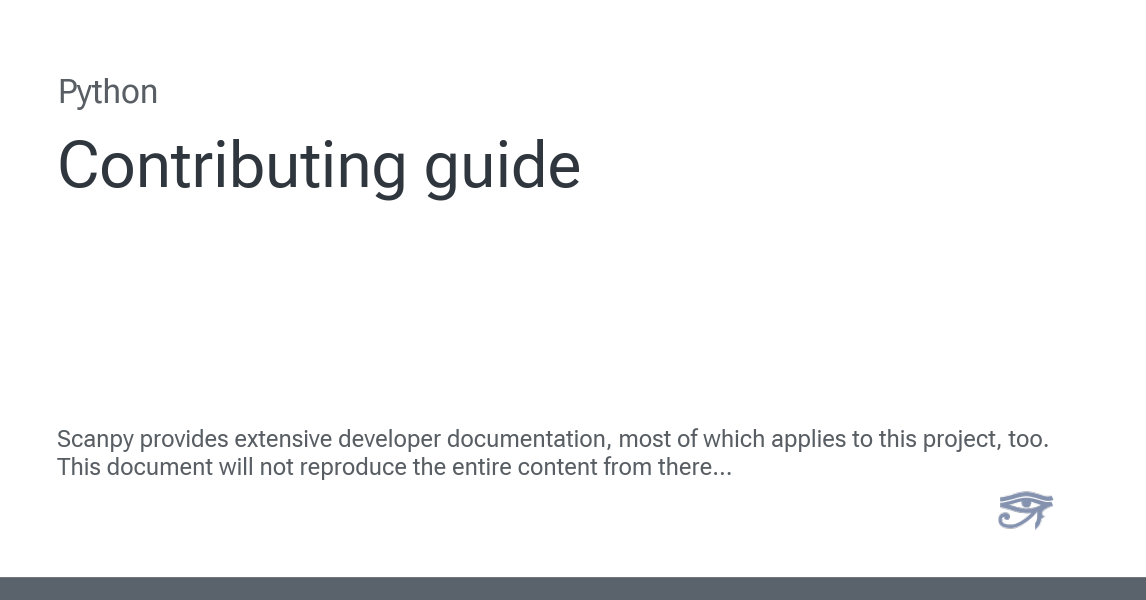 Python
Contributing guide
Scanpy provides extensive developer documentation, most of which applies to this project, too.
This document will not reproduce the entire content from there...